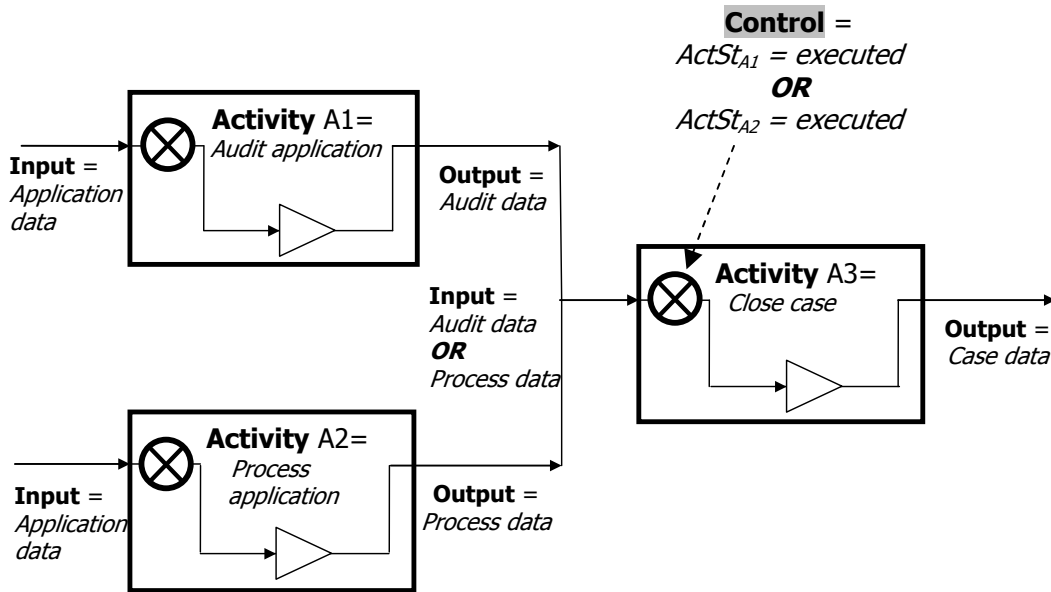 Control =
ActStA1 = executed
OR
ActStA2 = executed
Activity A1=
Audit application
Input =
Application
data
Output =
Audit data
Input =
Audit data
OR
Process data
Activity A3=
Close case
Output =
Case data
Activity A2=
Process
application
Input =
Application
data
Output =
Process data